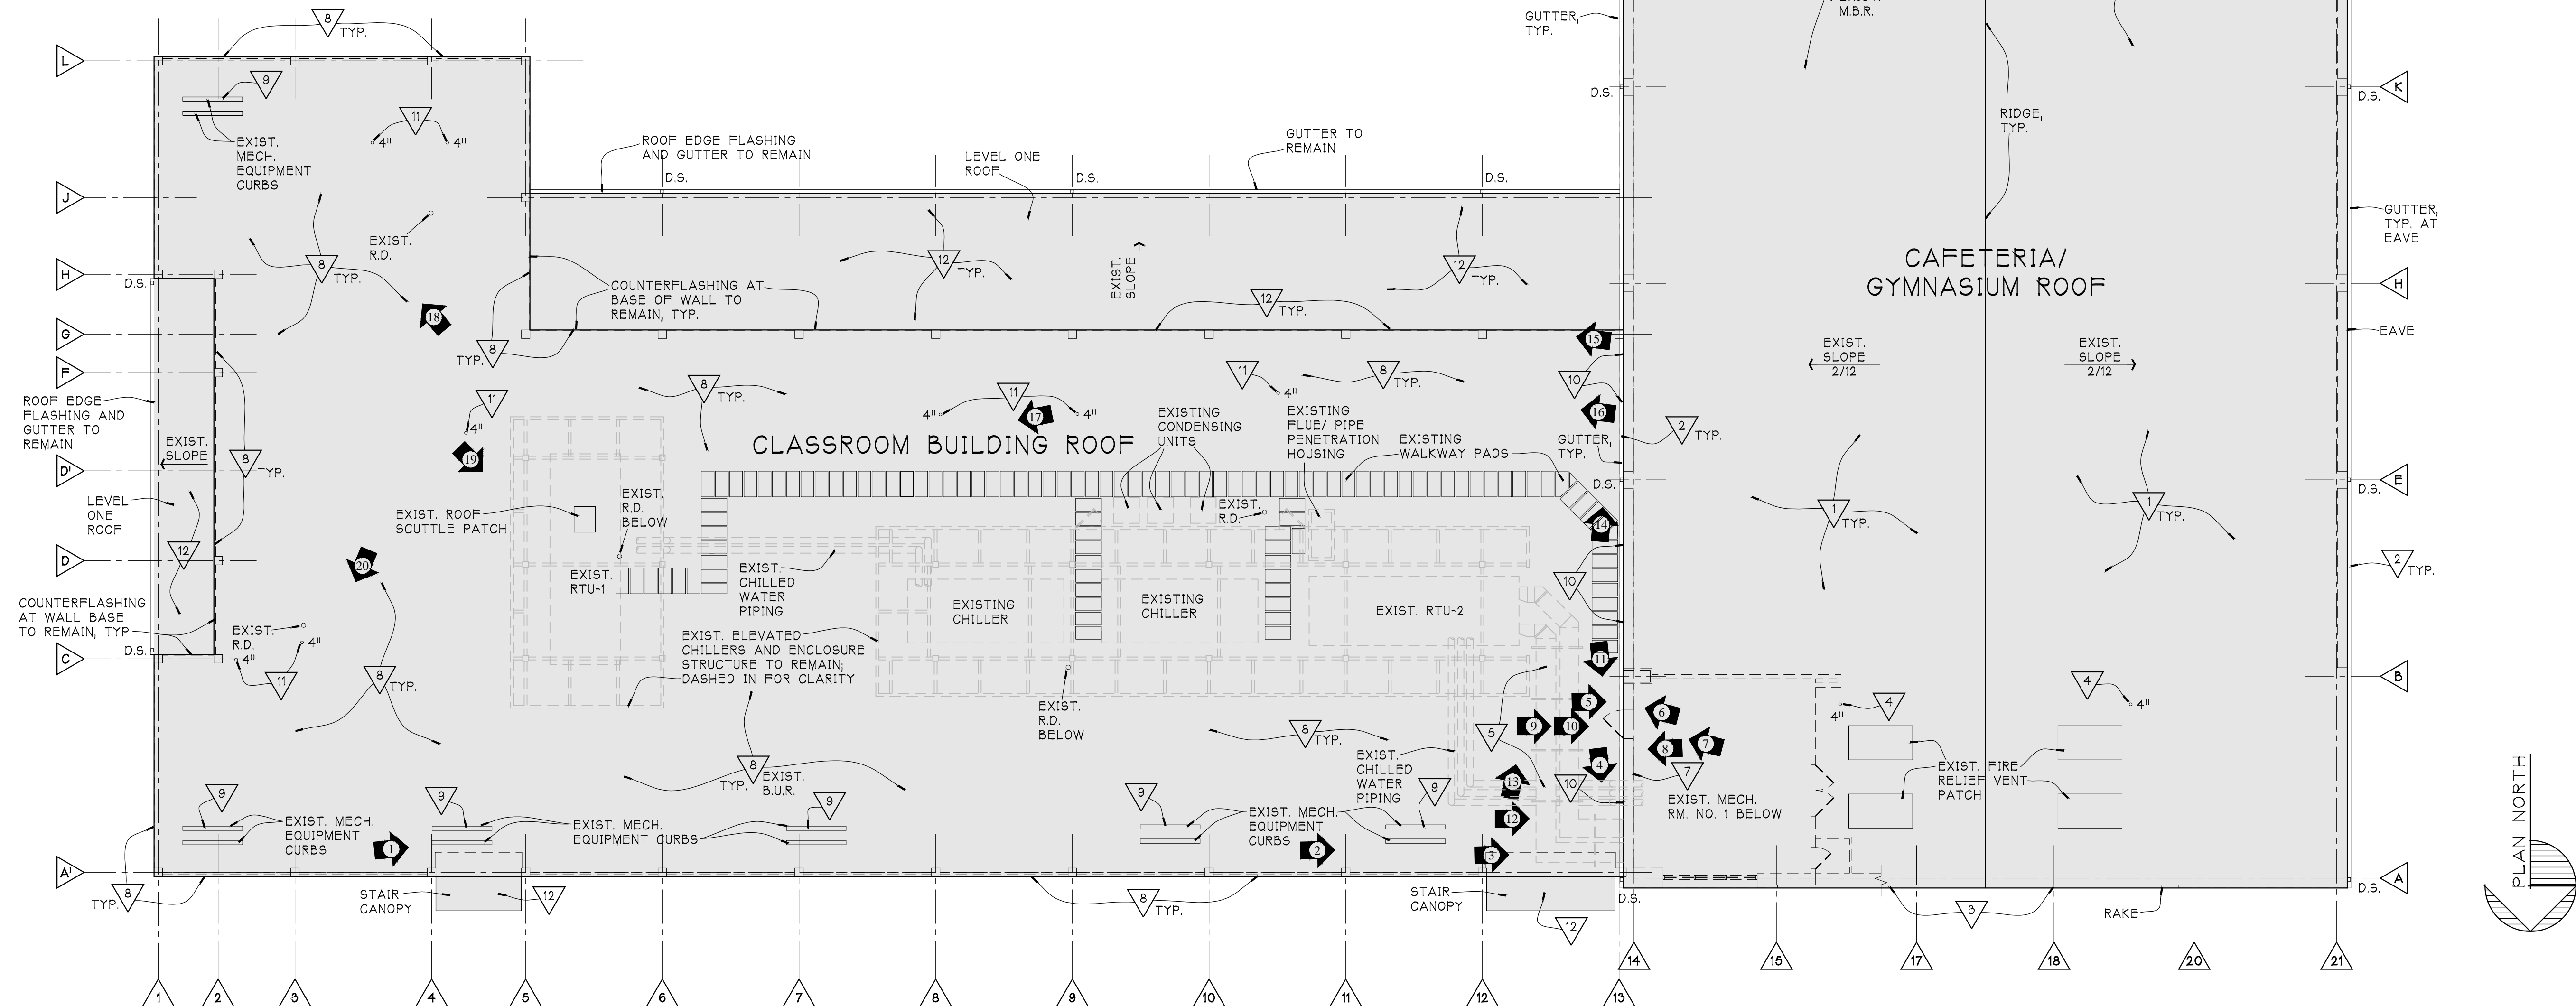 8
TYP.
GUTTER,
TYP.
M.B.R.
L
9
11
4"
4"
EXIST.
MECH.
EQUIPMENT
CURBS
D.S.
K
D.S.
RIDGE,
TYP.
ROOF EDGE FLASHING
AND GUTTER TO REMAIN
GUTTER TO
REMAIN
LEVEL ONE
ROOF
D.S.
D.S.
D.S.
J
EXIST.
R.D.
GUTTER,
TYP. AT
EAVE
H
D.S.
8
TYP.
12
TYP.
EXIST.
SLOPE
12
TYP.
CAFETERIA/
GYMNASIUM ROOF
H
COUNTERFLASHING AT
BASE OF WALL TO
REMAIN, TYP.
12
TYP.
18
G
8
TYP.
15
EAVE
EXIST.
SLOPE
2/12
EXIST.
SLOPE
2/12
F
11
8
TYP.
11
4"
17
4"
11
4"
8
TYP.
10
16
ROOF EDGE
FLASHING AND
GUTTER TO
REMAIN
EXIST.
SLOPE
8
TYP.
4"
19
CLASSROOM BUILDING ROOF
EXISTING
CONDENSING
UNITS
EXISTING
FLUE/ PIPE
PENETRATION
HOUSING
EXISTING
WALKWAY PADS
GUTTER,
TYP.
2
TYP.
D'
D.S.
E
D.S.
LEVEL
ONE
ROOF
EXIST. ROOF
SCUTTLE PATCH
EXIST.
R.D.
BELOW
EXIST.
R.D.
14
1
TYP.
1
TYP.
12
D
20
EXIST.
RTU-1
EXIST.
CHILLED
WATER
PIPING
EXISTING
CHILLER
EXISTING
CHILLER
EXIST. RTU-2
10
2
TYP.
COUNTERFLASHING
AT WALL BASE
TO REMAIN, TYP.
EXIST.
R.D.
4"
4"
D.S.
C
11
8
TYP.
EXIST. ELEVATED
CHILLERS AND ENCLOSURE
STRUCTURE TO REMAIN;
DASHED IN FOR CLARITY
11
B
EXIST.
R.D.
BELOW
8
TYP.
5
9
10
5
6
8
7
4
4"
4
4"
4
8
TYP.
EXIST.
B.U.R.
EXIST.
CHILLED
WATER
PIPING
13
10
7
EXIST. MECH.
RM. NO. 1 BELOW
EXIST. FIRE
RELIEF VENT
PATCH
9
9
9
9
9
EXIST. MECH.
EQUIPMENT
CURBS
EXIST. MECH.
EQUIPMENT CURBS
EXIST. MECH.
EQUIPMENT
CURBS
12
1
2
13
A'
A
D.S.
8
TYP.
STAIR
CANOPY
12
8
TYP.
STAIR
CANOPY
12
D.S.
3
RAKE
PLAN NORTH
1
2
3
4
5
6
7
8
9
10
11
12
13
14
15
17
18
20
21